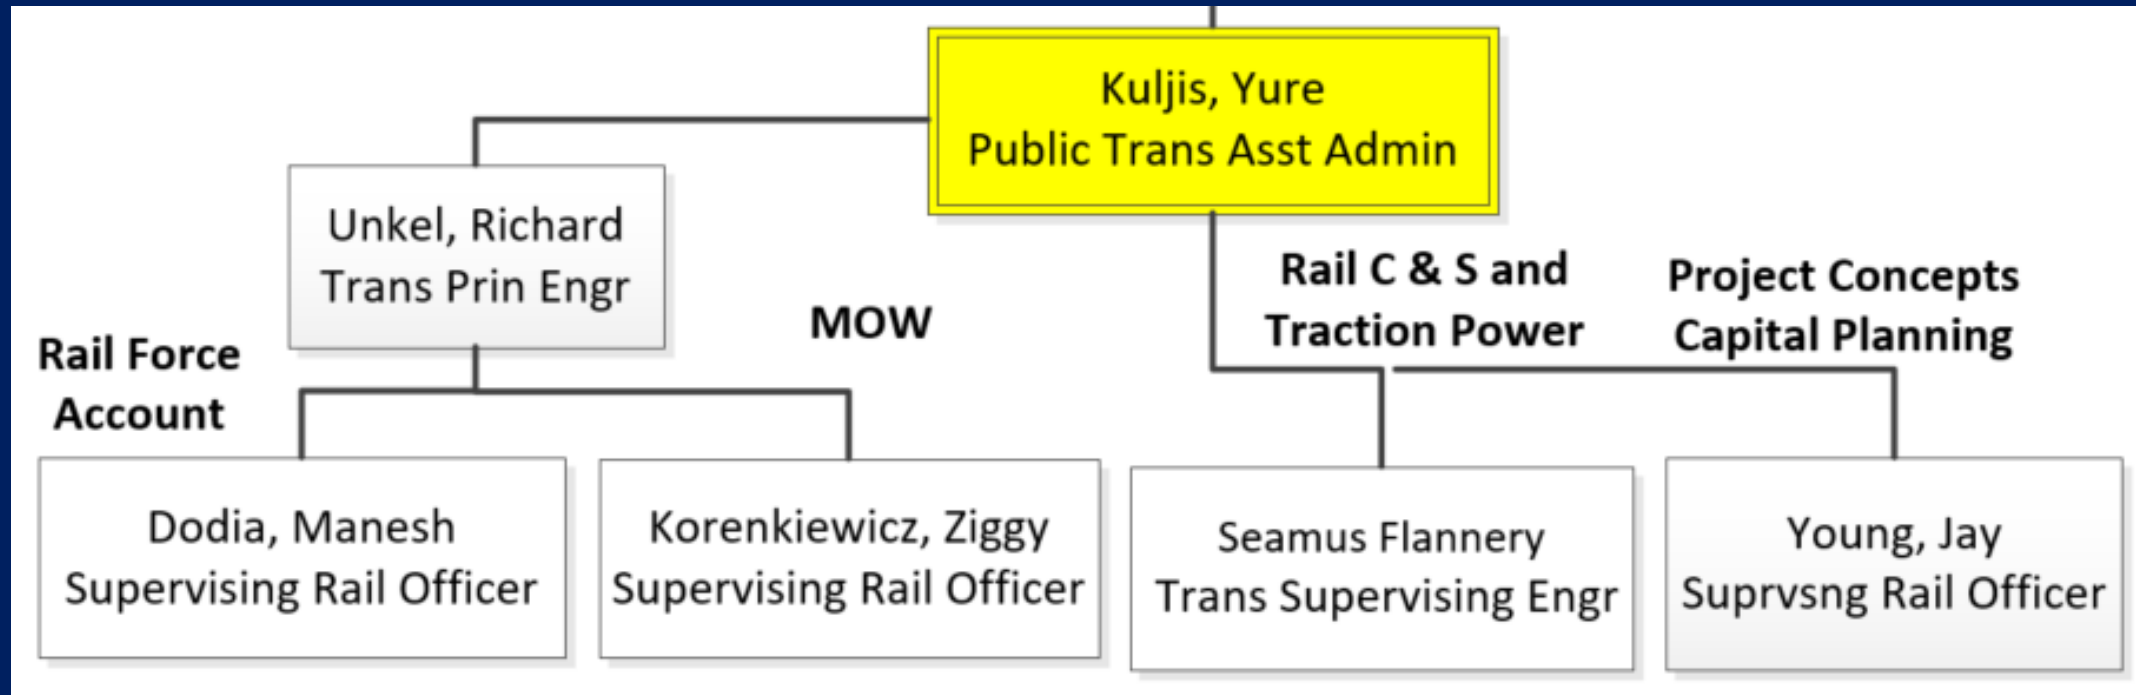 Kuljis, Yure
Public Trans Asst Admin
Unkel, Richard
Trans Prin Engr
Rail Force
Account
MOW
Rail C & S and
Traction Power
Project Concepts
Capital Planning
Dodia, Manesh
Supervising Rail Officer
Korenkiewicz, Ziggy
Supervising Rail Officer
Seamus Flannery
Trans Supervising Engr
Young, Jay
Suprvsng Rail Officer